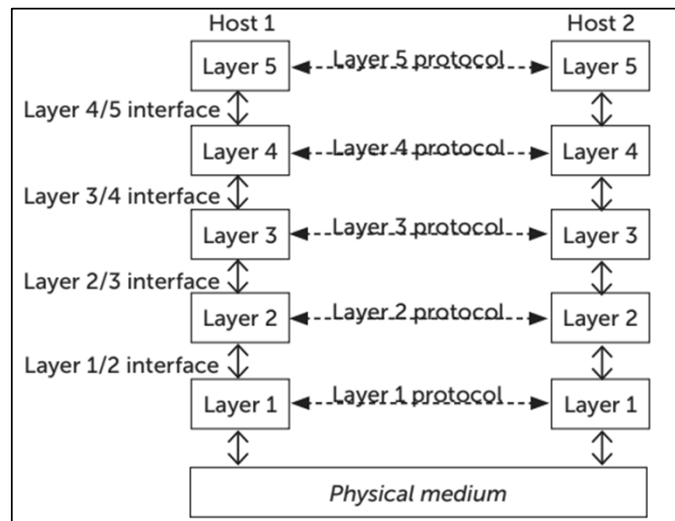 Host 1 Host 2
Layer 5 Layer 5 protocol Layer 5
Layer 4/5 interface
Layer 4 Layer 4 protocol Layer 4
Layer 3/4 interface
Layer 3 Layer 3 protocol Layer 3
Layer 2/3 interface
Layer 2 Layer 2 protocol Layer 2
Layer 1/2 interface
Layer 1 Layer 1 protocol Layer 1
Physical medium